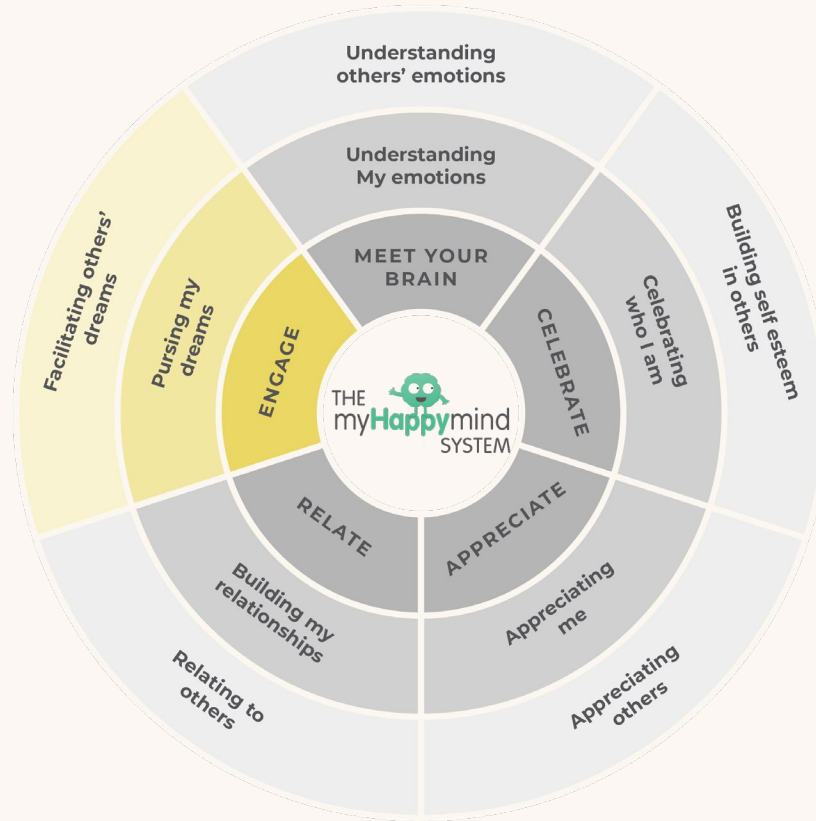 Understanding
others’ emotions
Understanding
My emotions
MEET YOUR
BRAIN
Building self esteem
in others
Celebrating
who I am
CELEBRATE
Appreciating
others
Appreciating
me
APPRECIATE
Relating to
others
Building my
relationships
RELATE
Facilitating others’
dreams
Pursing my
dreams
ENGAGE
THE
myHappymind
SYSTEM